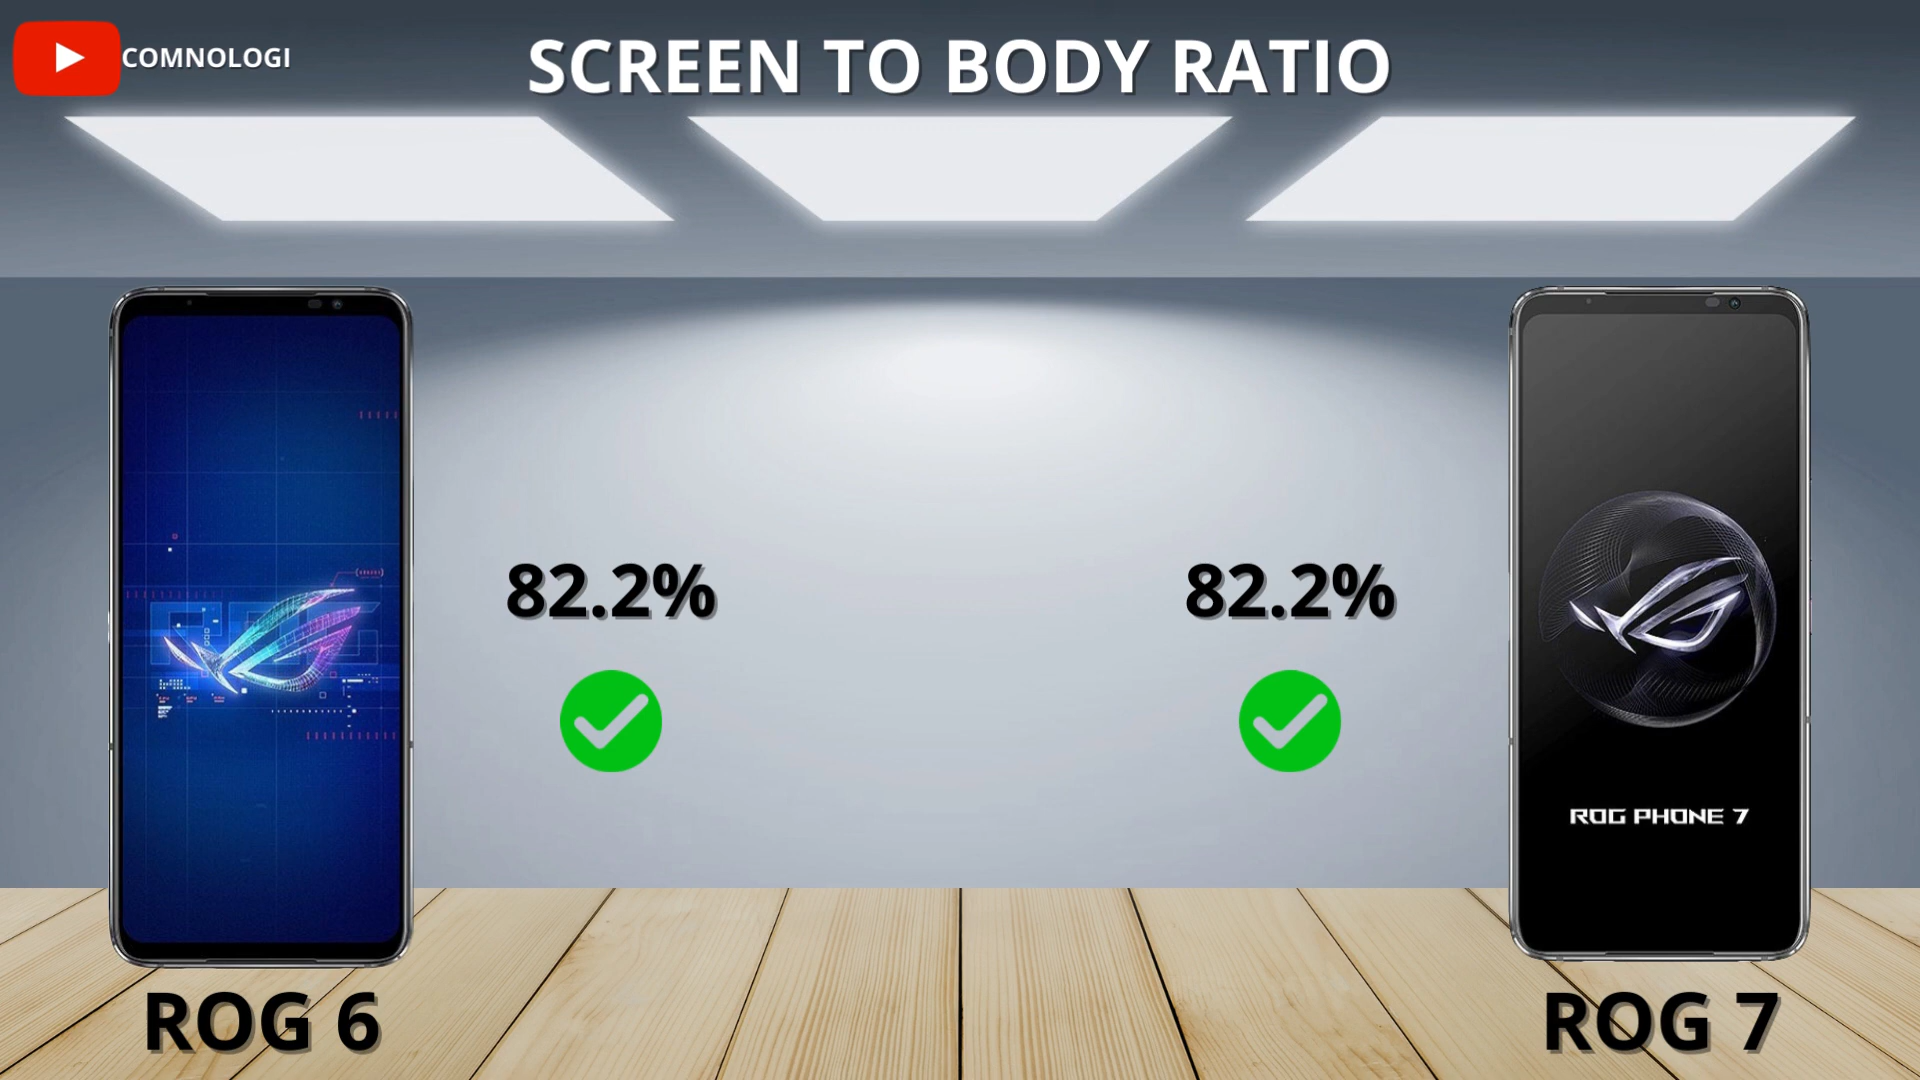 COMNOLOGI
SCREEN TO BODY RATIO
82.2%
82.2%
ROG PHONE 7
ROG 6
ROG 7